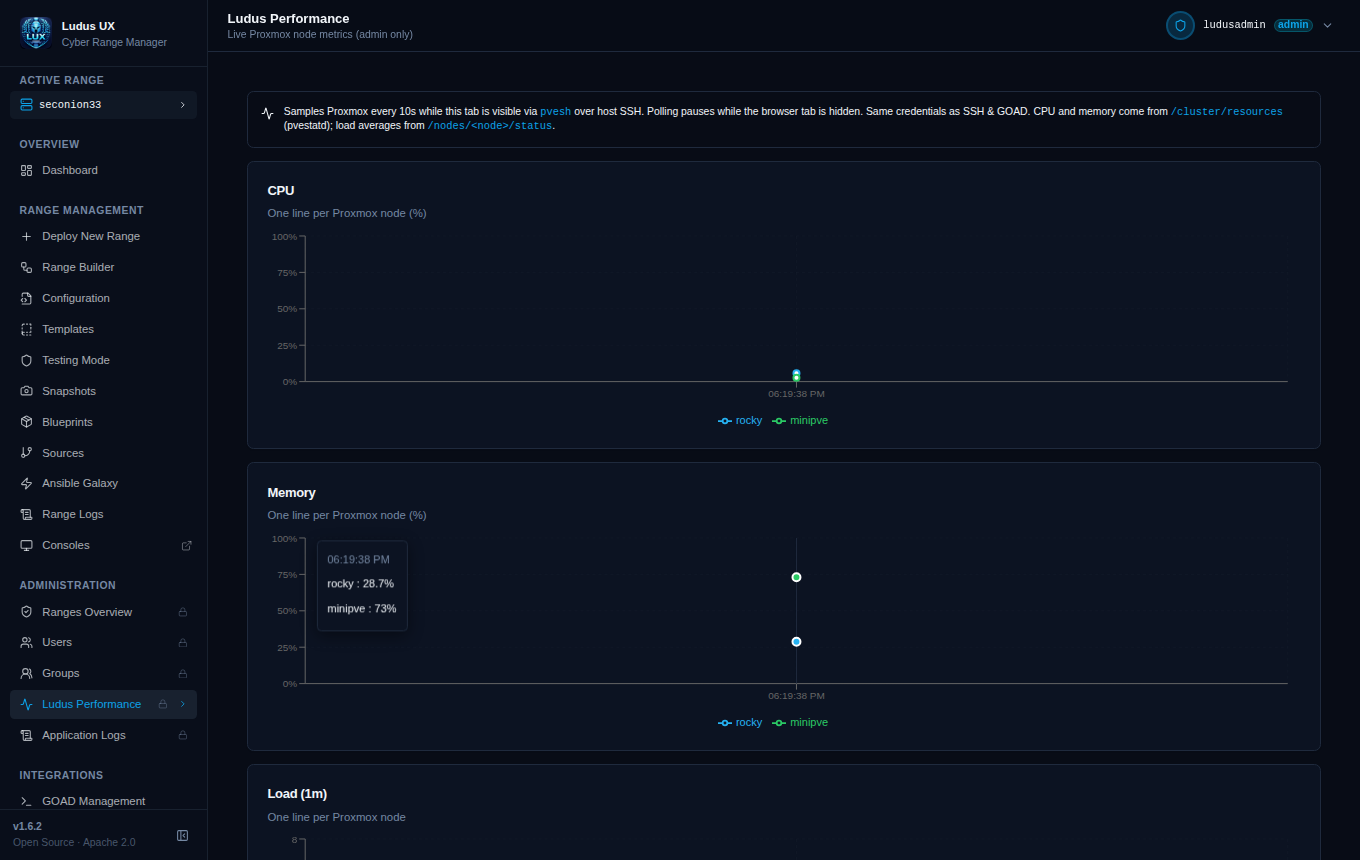 Ludus UX
Cyber Range Manager
ACTIVE RANGE
seconion33
OVERVIEW
Dashboard
RANGE MANAGEMENT
Deploy New Range
Range Builder
Configuration
Templates
Testing Mode
Snapshots
Blueprints
Sources
Ansible Galaxy
Range Logs
Consoles
ADMINISTRATION
Ranges Overview
Users
Groups
Ludus Performance
Application Logs
INTEGRATIONS
GOAD Management
v1.6.2
Open Source · Apache 2.0
Ludus Performance
Live Proxmox node metrics (admin only)
ludusadmin admin
Samples Proxmox every 10s while this tab is visible via pvesh over host SSH. Polling pauses while the browser tab is hidden. Same credentials as SSH & GOAD. CPU and memory come from /cluster/resources
(pvestatd); load averages from /nodes/<node>/status.
CPU
One line per Proxmox node (%)
100%
75%
50%
25%
0%
06:19:38 PM
rocky minipve
Memory
One line per Proxmox node (%)
100%
75%
50%
25%
0%
06:19:38 PM
rocky : 28.7%
minipve : 73%
06:19:38 PM
rocky minipve
Load (1m)
One line per Proxmox node
8